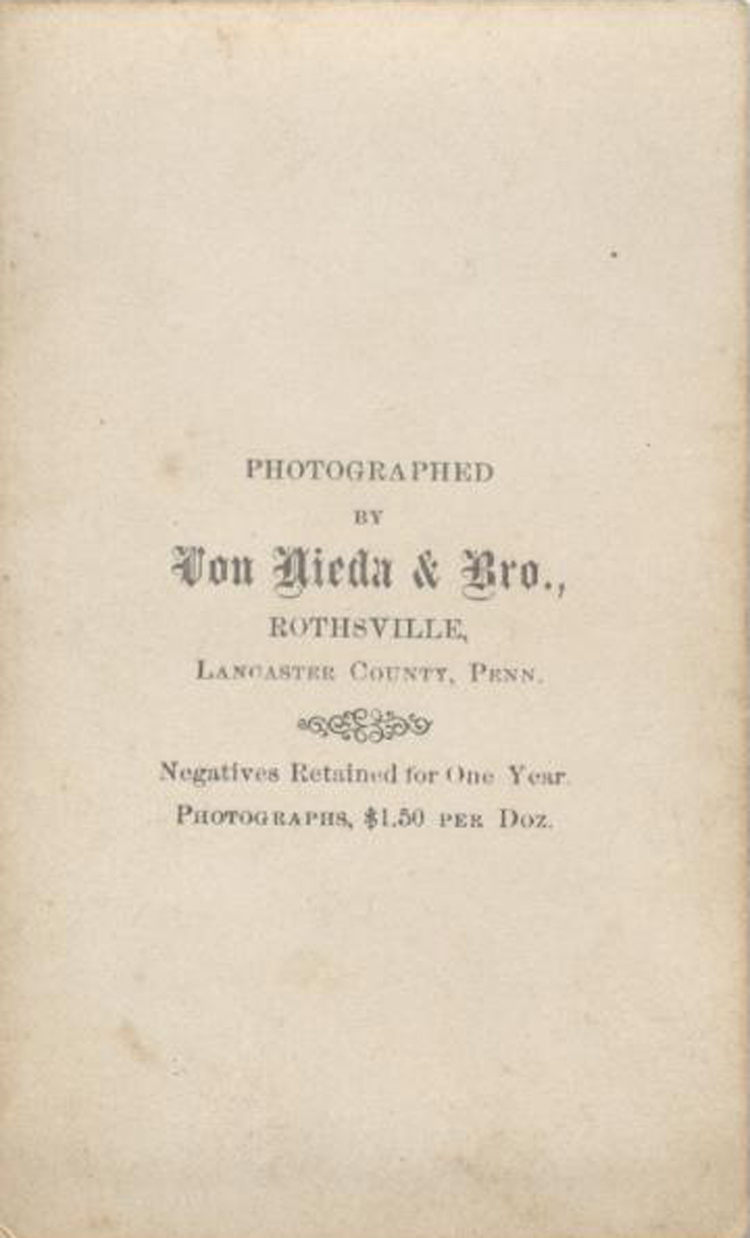 PHOTOGRAPHED
BY
Von Nieda & Bro.,
ROTHSVILLE,
LANCASTER COUNTY, PENN.
Negatives Retained for One Year.
PHOTOGRAPHS, $1.50 PER DOZ.